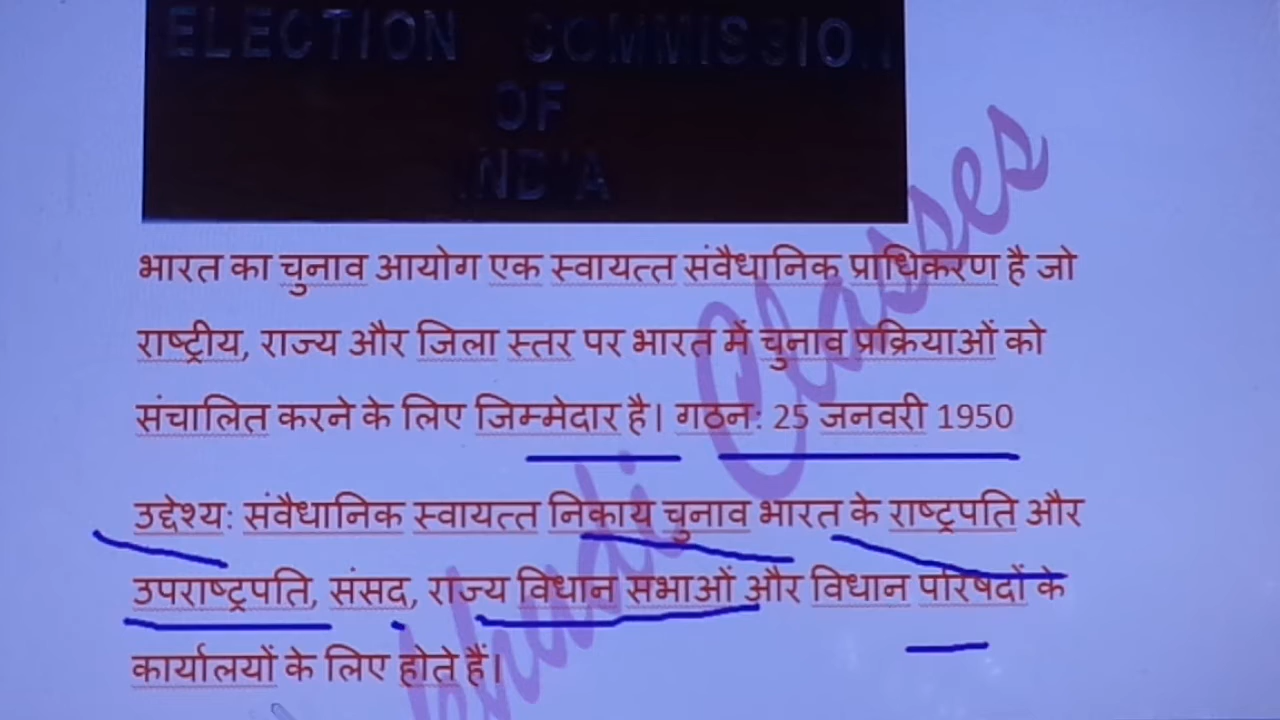 ELECTION COMMISSION
OF
INDIA
भारत का चुनाव आयोग एक स्वायत्त संवैधानिक प्राधिकरण है जो
राष्ट्रीय, राज्य और जिला स्तर पर भारत में चुनाव प्रक्रियाओं को
संचालित करने के लिए जिम्मेदार है। गठन: 25 जनवरी 1950
उद्देश्य: संवैधानिक स्वायत्त निकाय चुनाव भारत के राष्ट्रपति और
उपराष्ट्रपति, संसद, राज्य विधान सभाओं और विधान परिषदों के
कार्यालयों के लिए होते हैं।
Classes